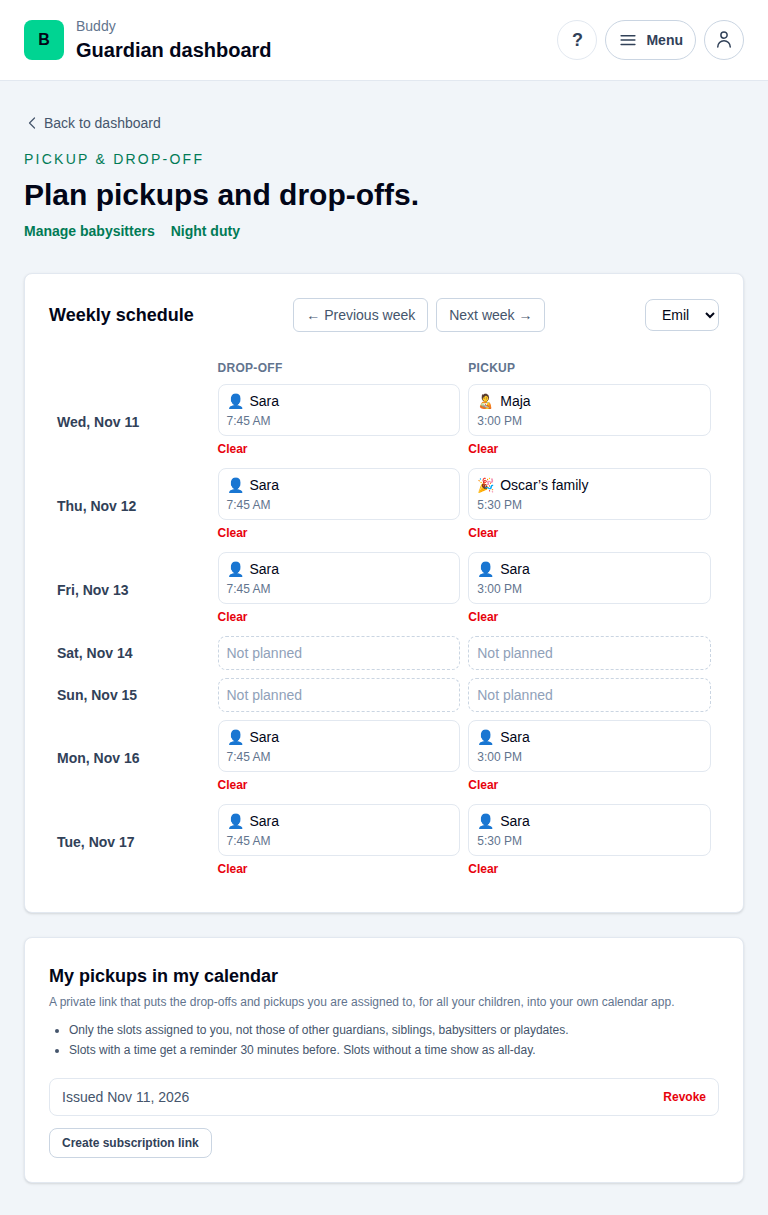 B
Buddy
Guardian dashboard
?
Menu
Back to dashboard
PICKUP & DROP-OFF
Plan pickups and drop-offs.
Manage babysitters Night duty
Weekly schedule
← Previous week
Next week →
Emil
DROP-OFF PICKUP
Wed, Nov 11
Sara
7:45 AM
Clear
Maja
3:00 PM
Clear
Thu, Nov 12
Sara
7:45 AM
Clear
Oscar’s family
5:30 PM
Clear
Fri, Nov 13
Sara
7:45 AM
Clear
Sara
3:00 PM
Clear
Sat, Nov 14
Not planned
Not planned
Sun, Nov 15
Not planned
Not planned
Mon, Nov 16
Sara
7:45 AM
Clear
Sara
3:00 PM
Clear
Tue, Nov 17
Sara
7:45 AM
Clear
Sara
5:30 PM
Clear
My pickups in my calendar
A private link that puts the drop-offs and pickups you are assigned to, for all your children, into your own calendar app.
• Only the slots assigned to you, not those of other guardians, siblings, babysitters or playdates.
• Slots with a time get a reminder 30 minutes before. Slots without a time show as all-day.
Issued Nov 11, 2026
Revoke
Create subscription link